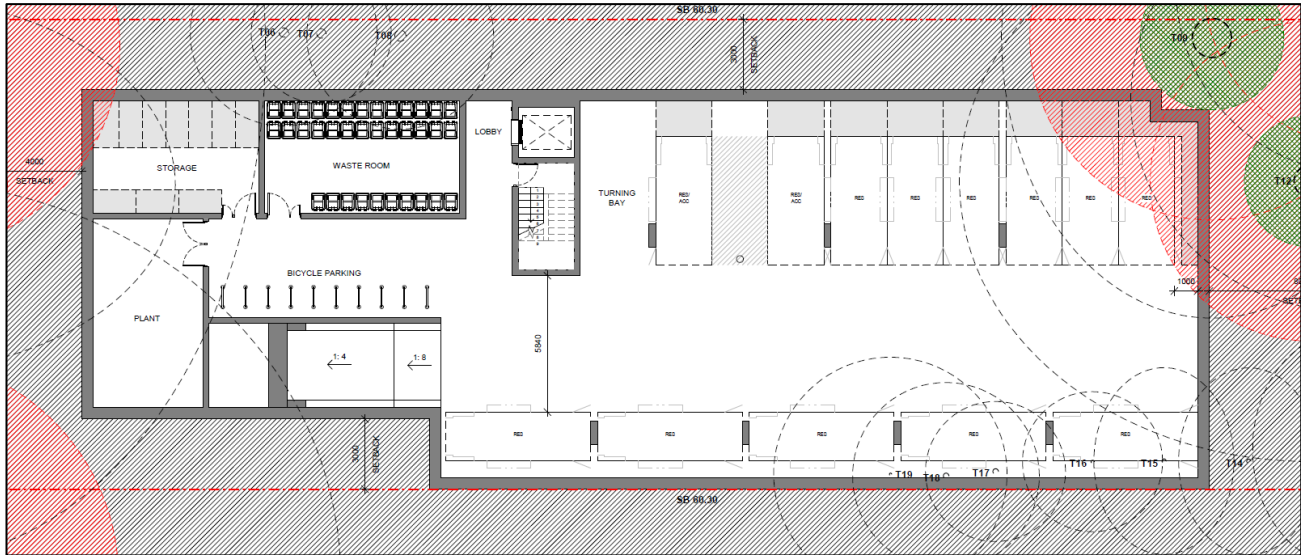 SB 60.30
T06
T07
T08
T09
3000
SETBACK
LOBBY
WASTE ROOM
STORAGE
4000
SETBACK
TURNING
BAY
RES/
ACC
RES/
ACC
RES
RES
RES
RES
RES
RES
BICYCLE PARKING
1000
PLANT
5840
1: 4
1: 8
RES
RES
RES
RES
RES
3000
SETBACK
T19
T18
T17
T16
T15
T14
SB 60.30